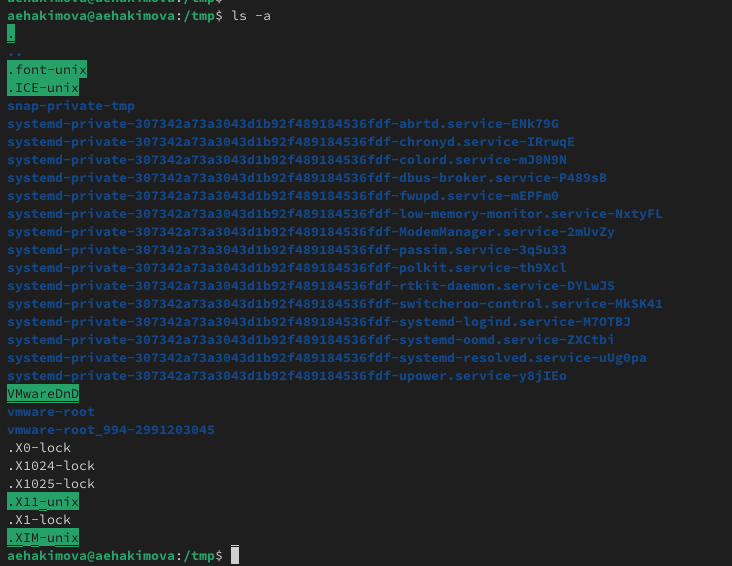 aehakimova@aehakimova:/tmp$ ls -a
.
..
.font-unix
.ICE-unix
snap-private-tmp
systemd-private-307342a73a3043d1b92f489184536fdf-abrtd.service-ENk79G
systemd-private-307342a73a3043d1b92f489184536fdf-chronyd.service-IRrwqE
systemd-private-307342a73a3043d1b92f489184536fdf-colord.service-mJ0N9N
systemd-private-307342a73a3043d1b92f489184536fdf-dbus-broker.service-P489sB
systemd-private-307342a73a3043d1b92f489184536fdf-fwupd.service-mEPFm0
systemd-private-307342a73a3043d1b92f489184536fdf-low-memory-monitor.service-NxtyFL
systemd-private-307342a73a3043d1b92f489184536fdf-ModemManager.service-2mUvZy
systemd-private-307342a73a3043d1b92f489184536fdf-passim.service-3q5u33
systemd-private-307342a73a3043d1b92f489184536fdf-polkit.service-th9Xcl
systemd-private-307342a73a3043d1b92f489184536fdf-rtkit-daemon.service-DYLwJS
systemd-private-307342a73a3043d1b92f489184536fdf-switcheroo-control.service-MkSK41
systemd-private-307342a73a3043d1b92f489184536fdf-systemd-logind.service-M7OTBJ
systemd-private-307342a73a3043d1b92f489184536fdf-systemd-oomd.service-ZXCtbi
systemd-private-307342a73a3043d1b92f489184536fdf-systemd-resolved.service-uUg0pa
systemd-private-307342a73a3043d1b92f489184536fdf-upower.service-y8jIEo
VMwareDnD
vmware-root
vmware-root_994-2991203045
.X0-lock
.X1024-lock
.X1025-lock
.X11-unix
.X1-lock
.XIM-unix
aehakimova@aehakimova:/tmp$